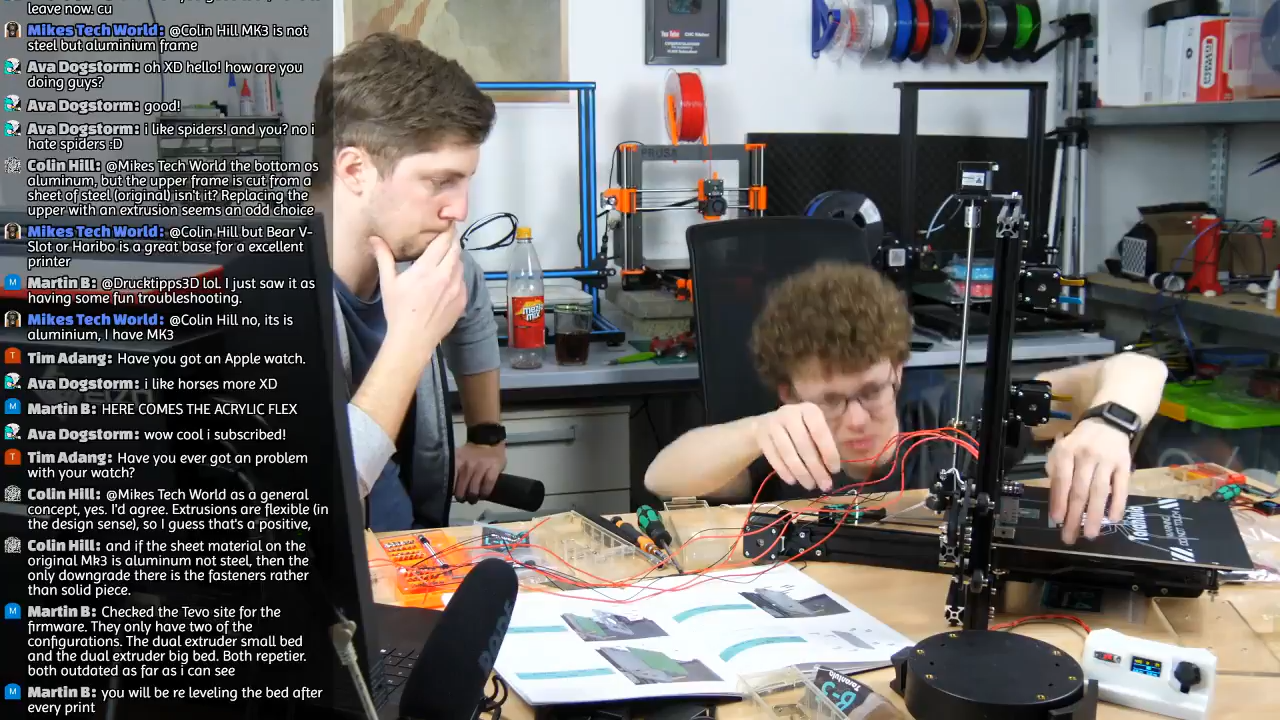 leave now. cu
Mikes Tech World: @Colin Hill MK3 is not
steel but aluminium frame
Ava Dogstorm: oh XD hello! how are you
doing guys?
Ava Dogstorm: good!
Ava Dogstorm: i like spiders! and you? no i
hate spiders :D
Colin Hill: @Mikes Tech World the bottom os
aluminum, but the upper frame is cut from a
sheet of steel (original) isn't it? Replacing the
upper with an extrusion seems an odd choice
Mikes Tech World: @Colin Hill but Bear V-
Slot or Haribo is a great base for a excellent
printer
Martin B: @Drucktipps3D lol. I just saw it as
having some fun troubleshooting.
Mikes Tech World: @Colin Hill no, its is
aluminium, I have MK3
Tim Adang: Have you got an Apple watch.
Ava Dogstorm: i like horses more XD
Martin B: HERE COMES THE ACRYLIC FLEX
Ava Dogstorm: wow cool i subscribed!
Tim Adang: Have you ever got an problem
with your watch?
Colin Hill: @Mikes Tech World as a general
concept, yes. I'd agree. Extrusions are flexible (in
the design sense), so I guess that's a positive,
Colin Hill: and if the sheet material on the
original Mk3 is aluminum not steel, then the
only downgrade there is the fasteners rather
than solid piece.
Martin B: Checked the Tevo site for the
firmware. They only have two of the
configurations. The dual extruder small bed
and the dual extruder big bed. Both repetier.
both outdated as far as i can see
Martin B: you will be re leveling the bed after
every print
YouTube
PRUSA
mezzo
mix
Tarantula
Tarantula